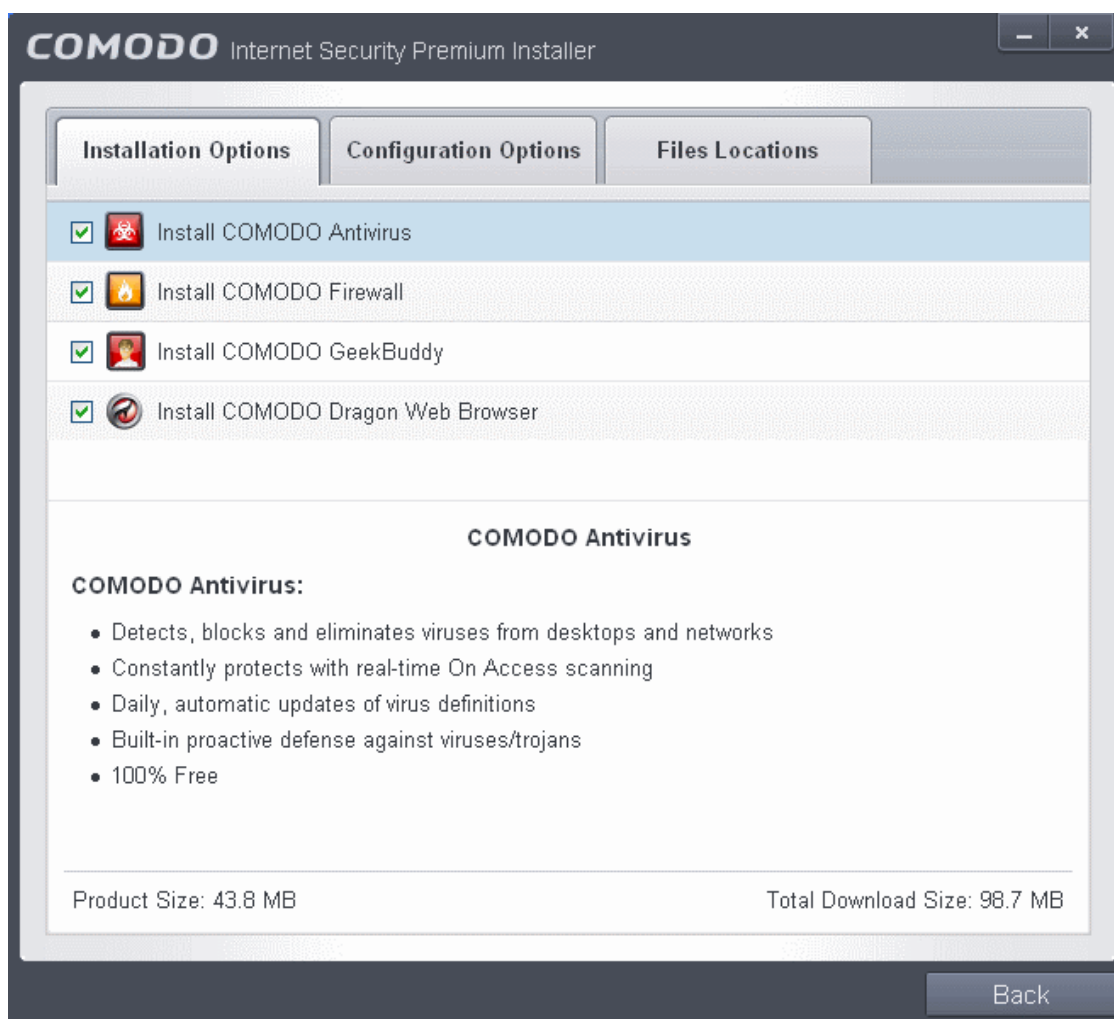 COMODO Internet Security Premium Installer
Installation Options
Configuration Options
Files Locations
Install COMODO Antivirus
Install COMODO Firewall
Install COMODO GeekBuddy
Install COMODO Dragon Web Browser
COMODO Antivirus
COMODO Antivirus:
• Detects, blocks and eliminates viruses from desktops and networks
• Constantly protects with real-time On Access scanning
• Daily, automatic updates of virus definitions
• Built-in proactive defense against viruses/trojans
• 100% Free
Product Size: 43.8 MB
Total Download Size: 98.7 MB
Back